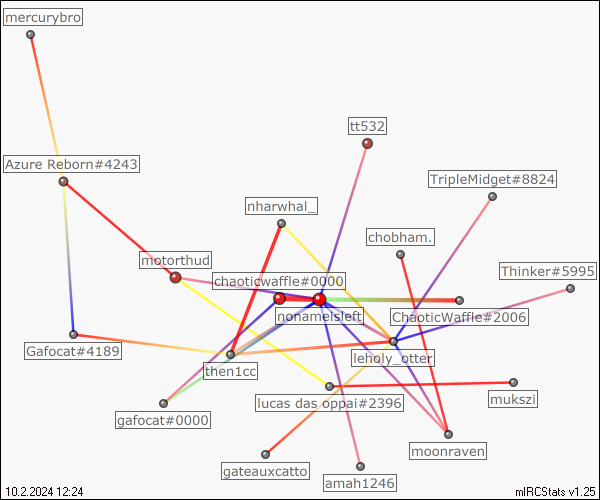 mercurybro
tt532
Azure Reborn#4243
TripleMidget#8824
nharwhal_
chobham.
motorthud
Thinker#5995
chaoticwaffle#0000
nonameisleft
ChaoticWaffle#2006
Gafocat#4189
leholy_otter
then1cc
lucas das oppai#2396
mukszi
gafocat#0000
moonraven
gateauxcatto
amah1246
10.2.2024 12:24
mIRCStats v1.25